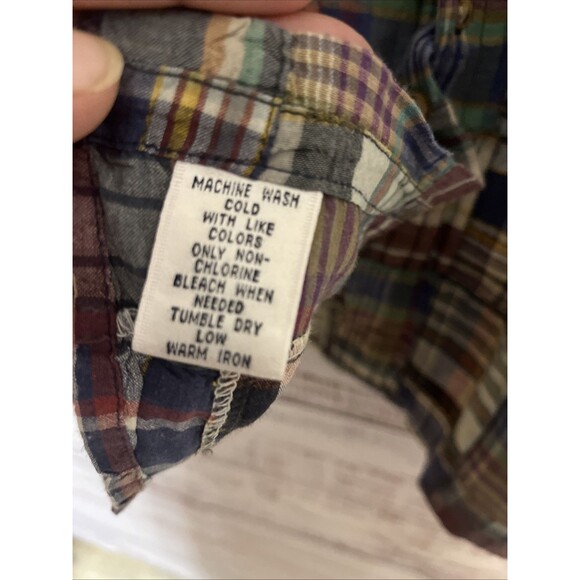 MACHINE WASH
COLD
WITH LIKE
COLORS
ONLY NON-
CHLORINE
BLEACH WHEN
NEEDED
TUMBLE DRY
LOW
WARM IRON